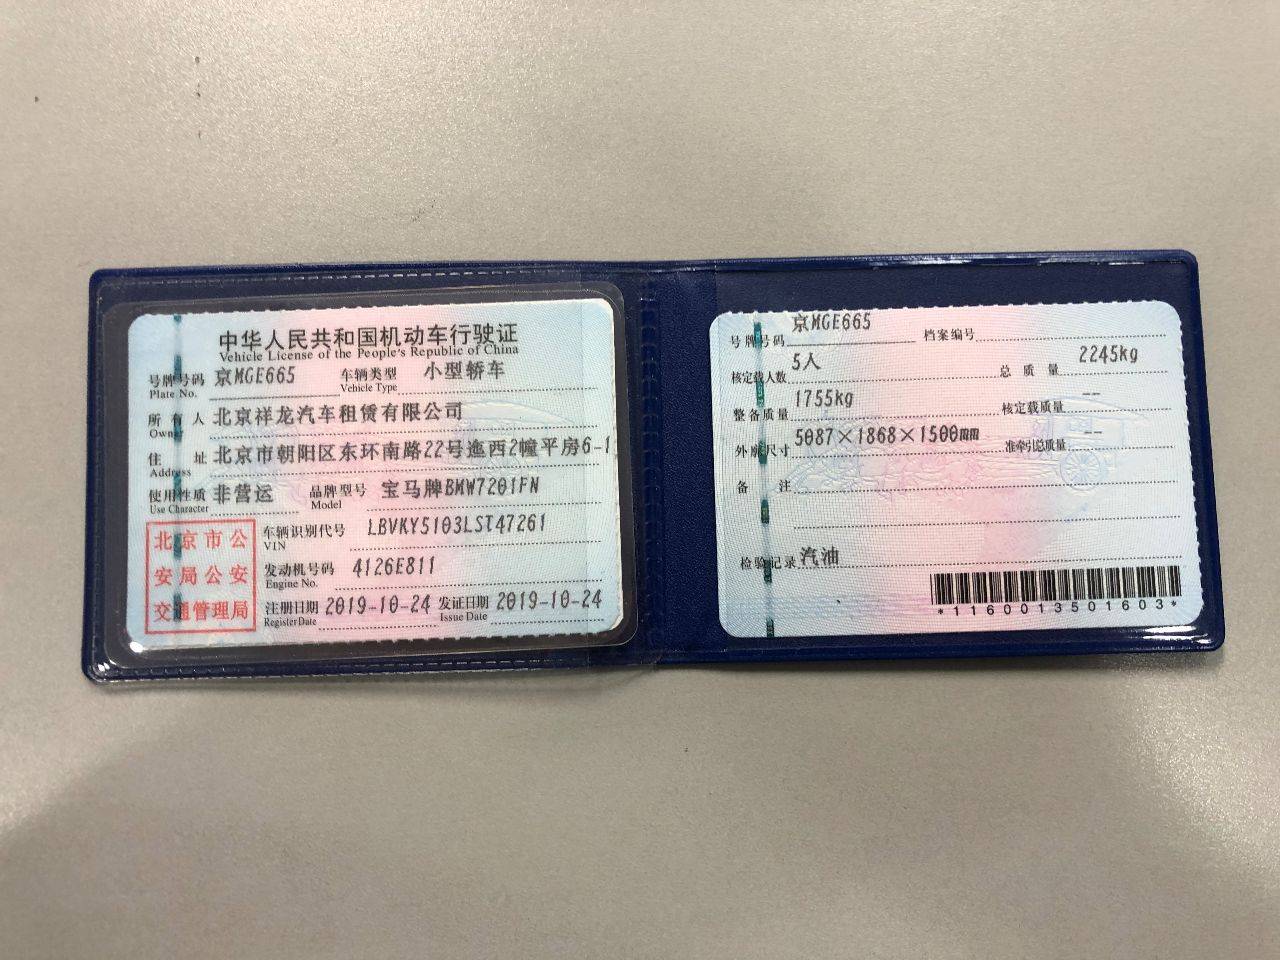 中华人民共和国机动车行驶证
Vehicle License of the People's Republic of China
号牌号码 京MGE665 车辆类型 小型轿车
Plate No. Vehicle Type
所有人 北京祥龙汽车租赁有限公司
Owner
住址 北京市朝阳区东环南路22号迤西2幢平房6-1
Address
使用性质 非营运 品牌型号 宝马牌BMW7201FN
Use Character Model
北京市公
安局公安
交通管理局
车辆识别代号 LBVKY5103LST47261
VIN
发动机号码 4126E811
Engine No.
注册日期 2019-10-24 发证日期 2019-10-24
Register Date Issue Date
号牌号码 京MGE665 档案编号
核定载人数 5人 总质量 2245kg
整备质量 1755kg 核定载质量 --
外廓尺寸 5087×1868×1500mm 准牵引总质量 --
备注
检验记录 汽油
*1160013501603*